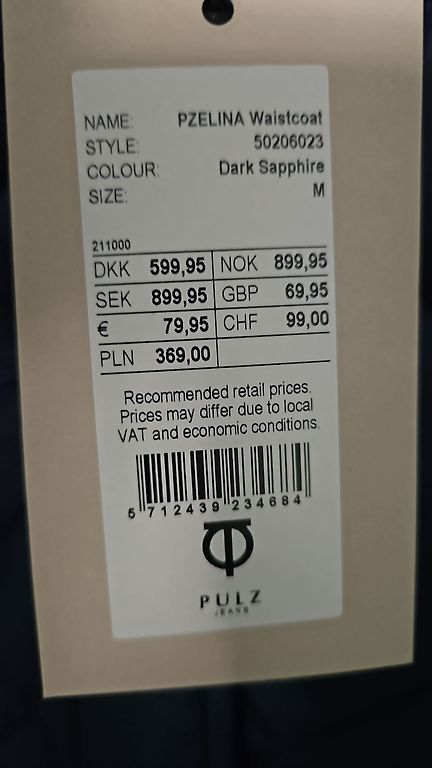 NAME: PZELINA Waistcoat
STYLE: 50206023
COLOUR: Dark Sapphire
SIZE: M
211000
DKK 599,95 NOK 899,95
SEK 899,95 GBP 69,95
€ 79,95 CHF 99,00
PLN 369,00
Recommended retail prices.
Prices may differ due to local
VAT and economic conditions.
5 712439 234684
PULZ
JEANS